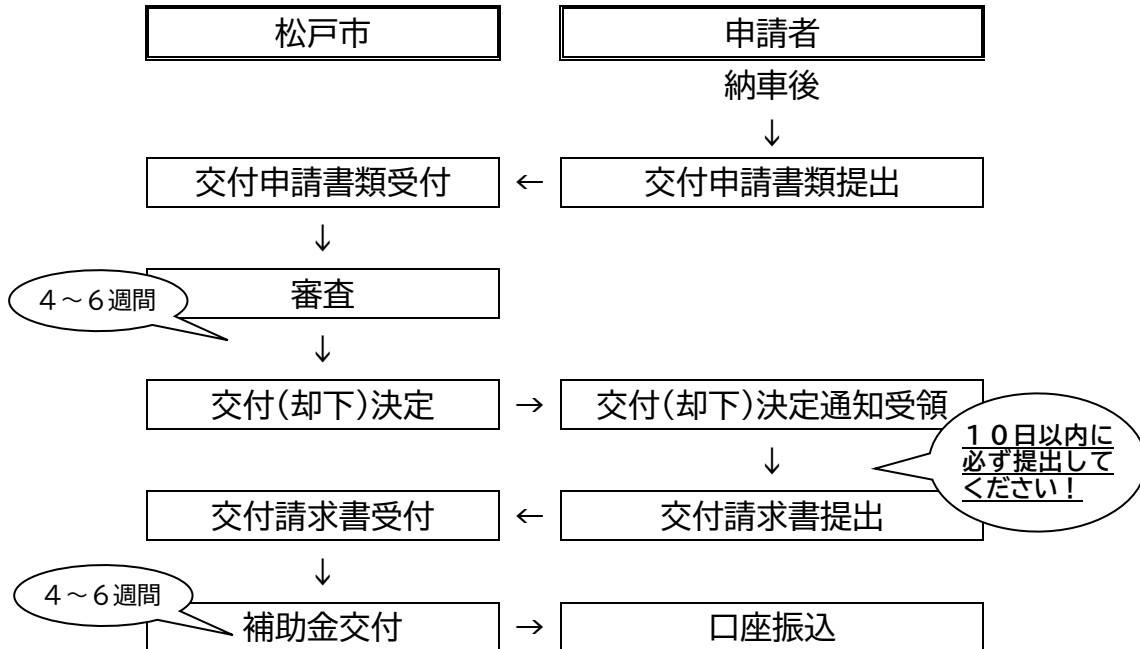 松戸市
申請者
納車後
↓
交付申請書類受付
←
交付申請書類提出
↓
審査
４～６週間
↓
交付（却下）決定
→
交付（却下）決定通知受領
↓
１０日以内に
必ず提出して
ください！
交付請求書受付
←
交付請求書提出
↓
４～６週間
補助金交付
→
口座振込